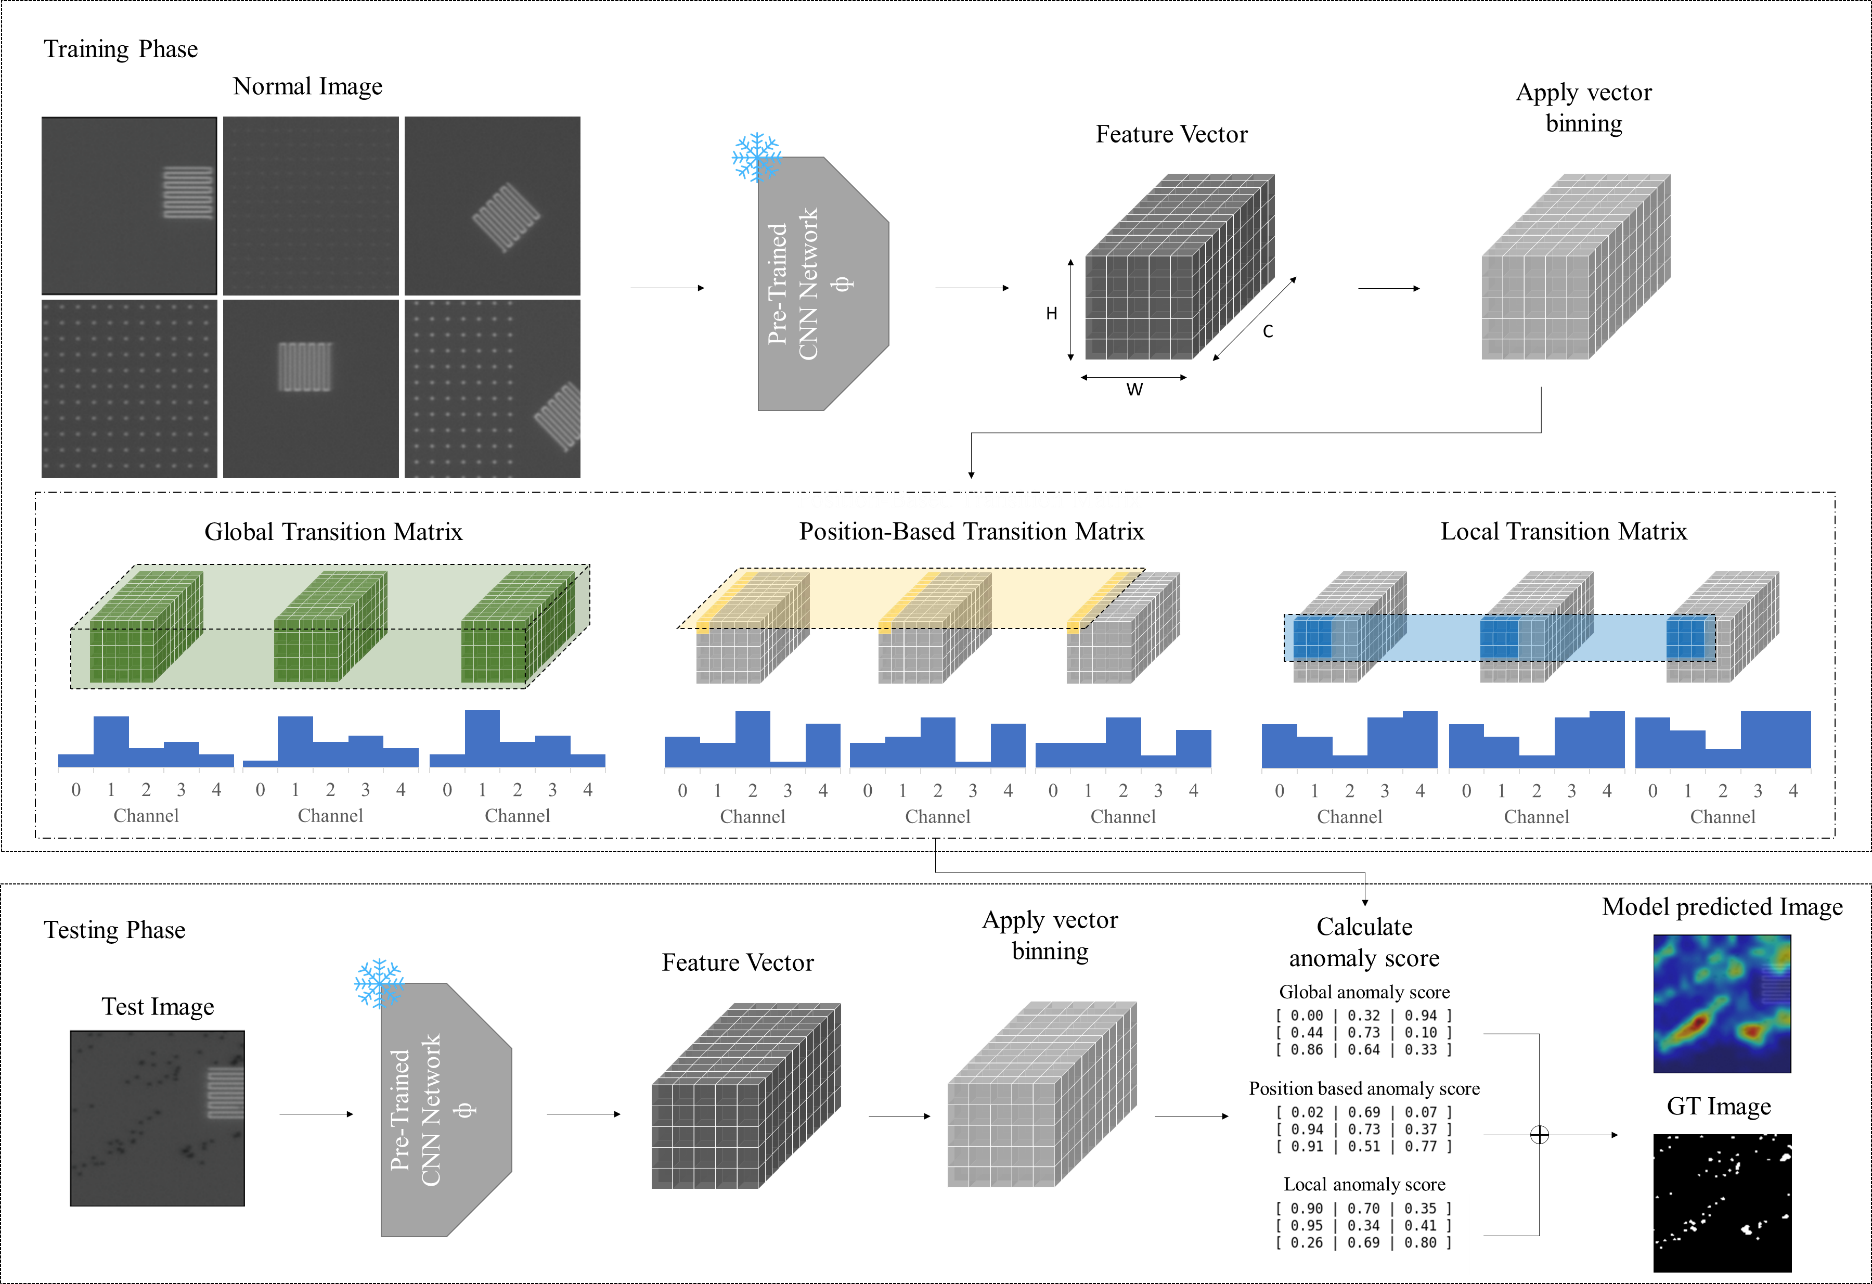 Training Phase
Normal Image
Pre-Trained
CNN Network
ф
Feature Vector
H
W
C
Apply vector
binning
Global Transition Matrix
Position-Based Transition Matrix
Local Transition Matrix
0 1 2 3 4
Channel
0 1 2 3 4
Channel
0 1 2 3 4
Channel
0 1 2 3 4
Channel
0 1 2 3 4
Channel
0 1 2 3 4
Channel
0 1 2 3 4
Channel
0 1 2 3 4
Channel
0 1 2 3 4
Channel
Testing Phase
Test Image
Pre-Trained
CNN Network
ф
Feature Vector
Apply vector
binning
Calculate
anomaly score
Global anomaly score
[ 0.00 | 0.32 | 0.94 ]
[ 0.44 | 0.73 | 0.10 ]
[ 0.86 | 0.64 | 0.33 ]
Position based anomaly score
[ 0.02 | 0.69 | 0.07 ]
[ 0.94 | 0.73 | 0.37 ]
[ 0.91 | 0.51 | 0.77 ]
Local anomaly score
[ 0.90 | 0.70 | 0.35 ]
[ 0.95 | 0.34 | 0.41 ]
[ 0.26 | 0.69 | 0.80 ]
Model predicted Image
GT Image